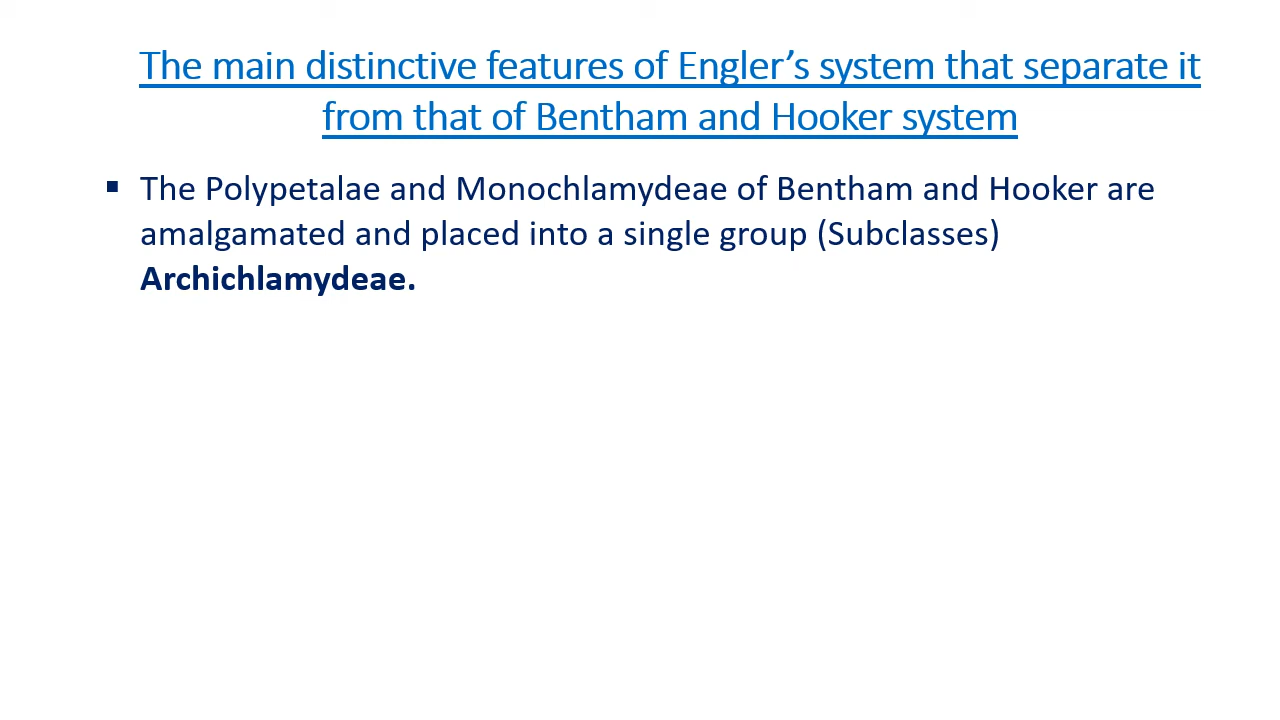 The main distinctive features of Engler’s system that separate it
from that of Bentham and Hooker system
▪ The Polypetalae and Monochlamydeae of Bentham and Hooker are
amalgamated and placed into a single group (Subclasses)
Archichlamydeae.